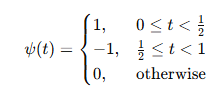 ψ(t) = { 1, 0 ≤ t < 1/2
−1, 1/2 ≤ t < 1
0, otherwise